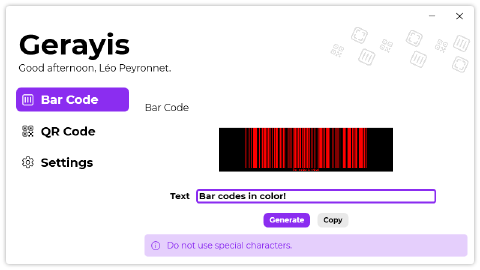 Gerayis
Good afternoon, Léo Peyronnet.
Bar Code
QR Code
Settings
Bar Code
Text
Bar codes in color!
Generate
Copy
Do not use special characters.